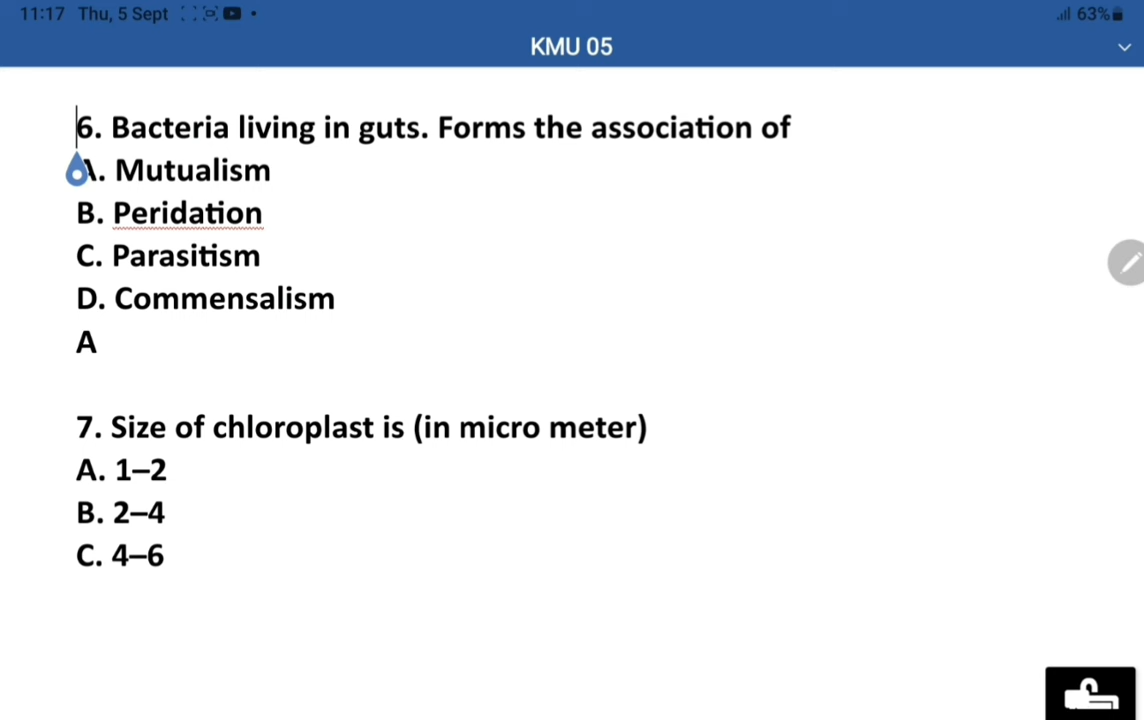 11:17 Thu, 5 Sept
63%
KMU 05
6. Bacteria living in guts. Forms the association of
A. Mutualism
B. Peridation
C. Parasitism
D. Commensalism
A
7. Size of chloroplast is (in micro meter)
A. 1–2
B. 2–4
C. 4–6